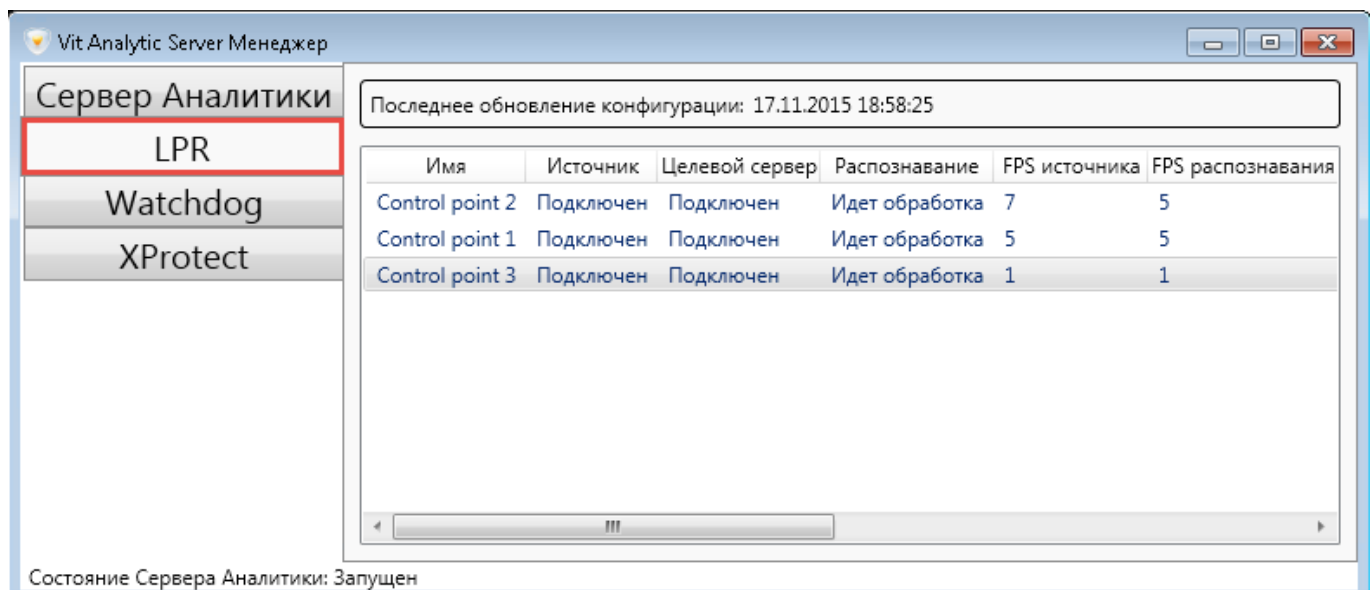 Vit Analytic Server Менеджер
Сервер Аналитики
LPR
Watchdog
XProtect
Последнее обновление конфигурации: 17.11.2015 18:58:25
Имя Источник Целевой сервер Распознавание FPS источника FPS распознавания
Control point 2 Подключен Подключен Идет обработка 7 5
Control point 1 Подключен Подключен Идет обработка 5 5
Control point 3 Подключен Подключен Идет обработка 1 1
Состояние Сервера Аналитики: Запущен